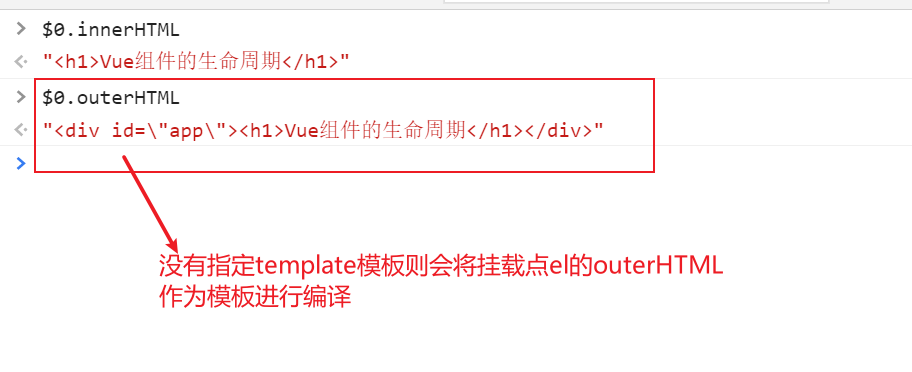 $0.innerHTML
"<h1>Vue组件的生命周期</h1>"
$0.outerHTML
"<div id=\"app\"><h1>Vue组件的生命周期</h1></div>"
没有指定template模板则会将挂载点el的outerHTML
作为模板进行编译